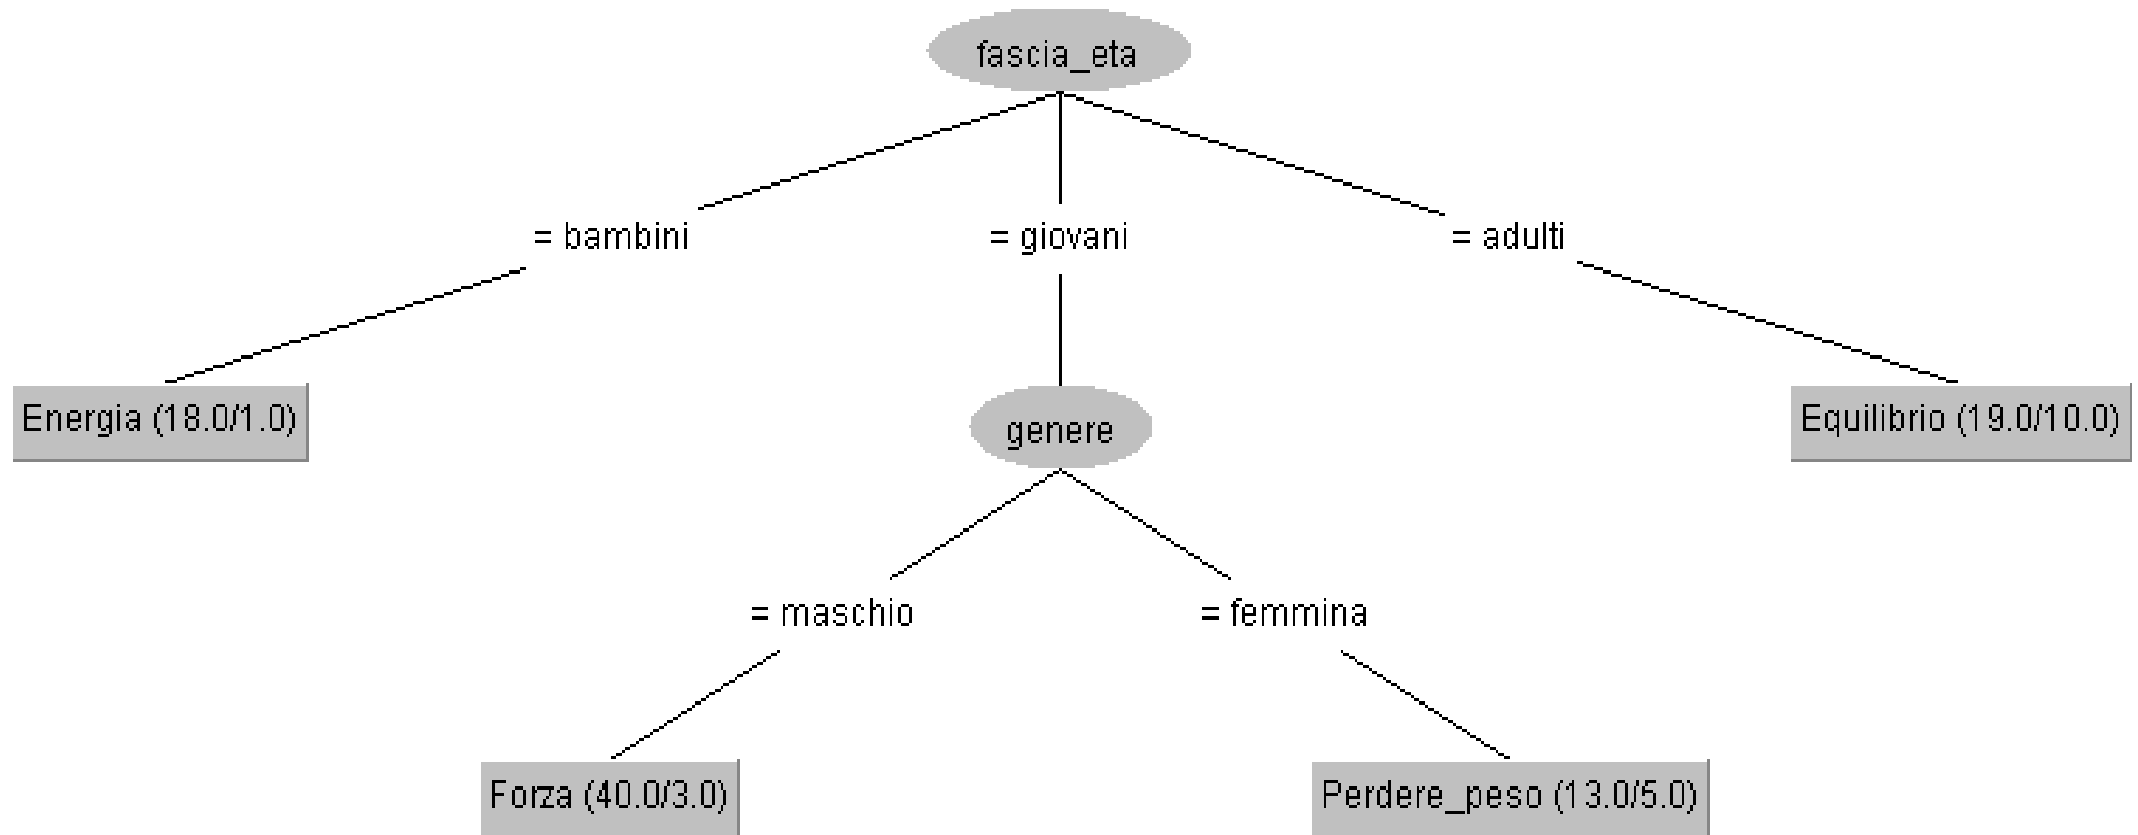 fascia_eta
= bambini
= giovani
= adulti
Energia (18.0/1.0)
genere
Equilibrio (19.0/10.0)
= maschio
= femmina
Forza (40.0/3.0)
Perdere_peso (13.0/5.0)